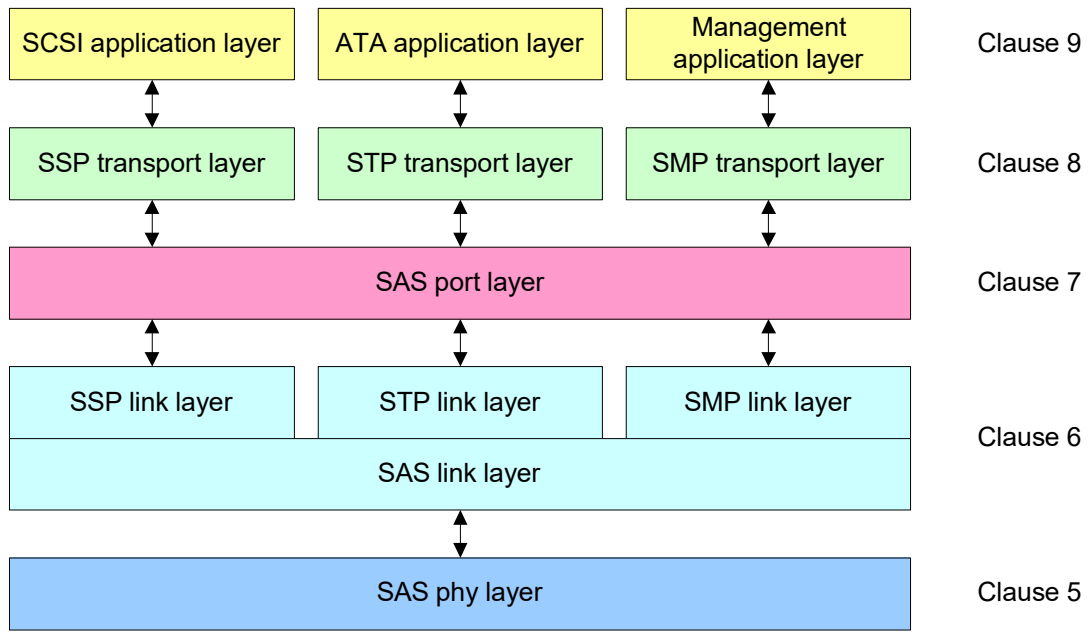 SCSI application layer
ATA application layer
Management
application layer
Clause 9
SSP transport layer
STP transport layer
SMP transport layer
Clause 8
SAS port layer
Clause 7
SSP link layer
STP link layer
SMP link layer
Clause 6
SAS link layer
SAS phy layer
Clause 5